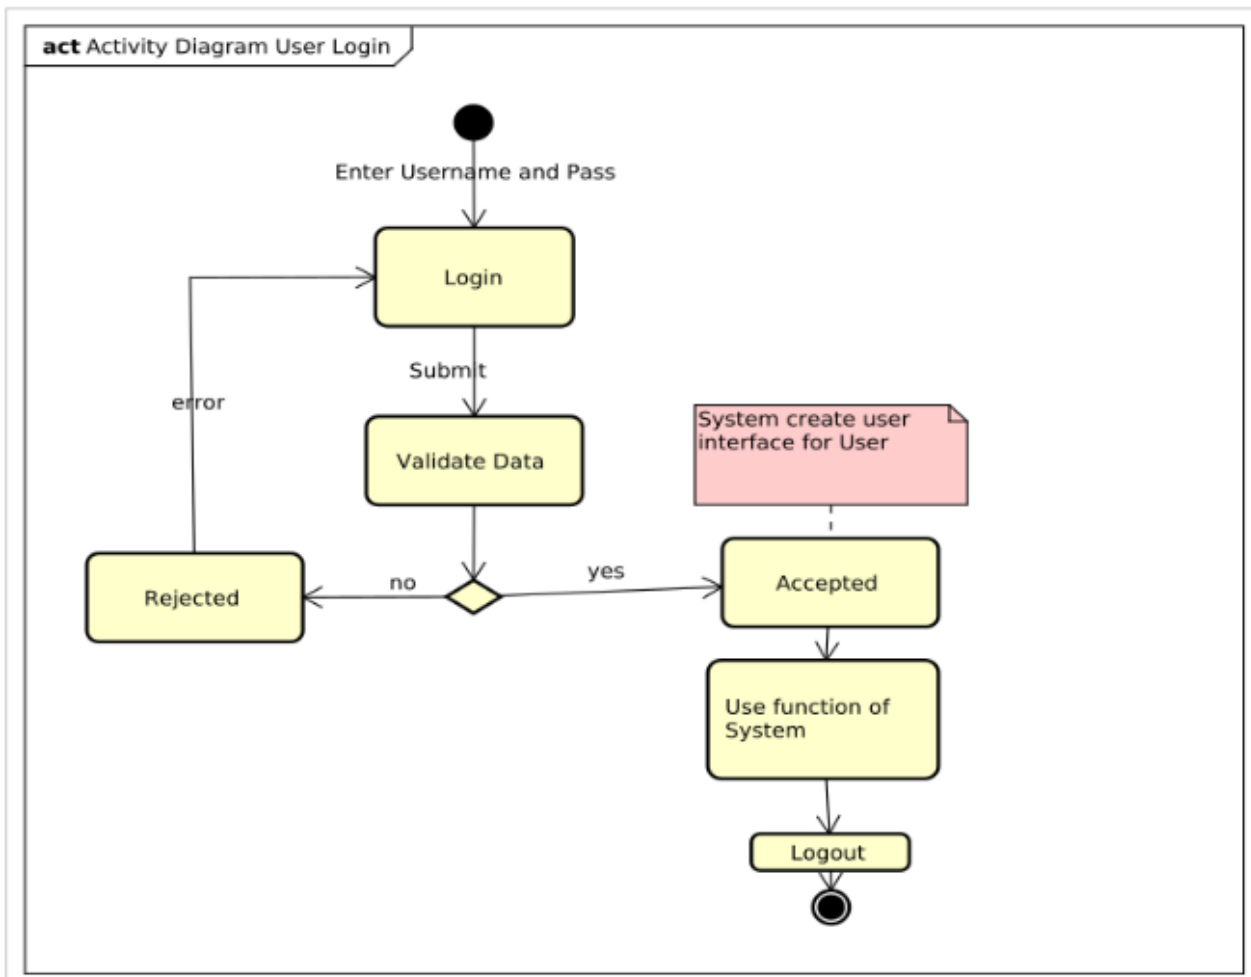 act Activity Diagram User Login
Enter Username and Pass
Login
Submit
error
System create user
interface for User
Validate Data
no
yes
Rejected
Accepted
Use function of
System
Logout